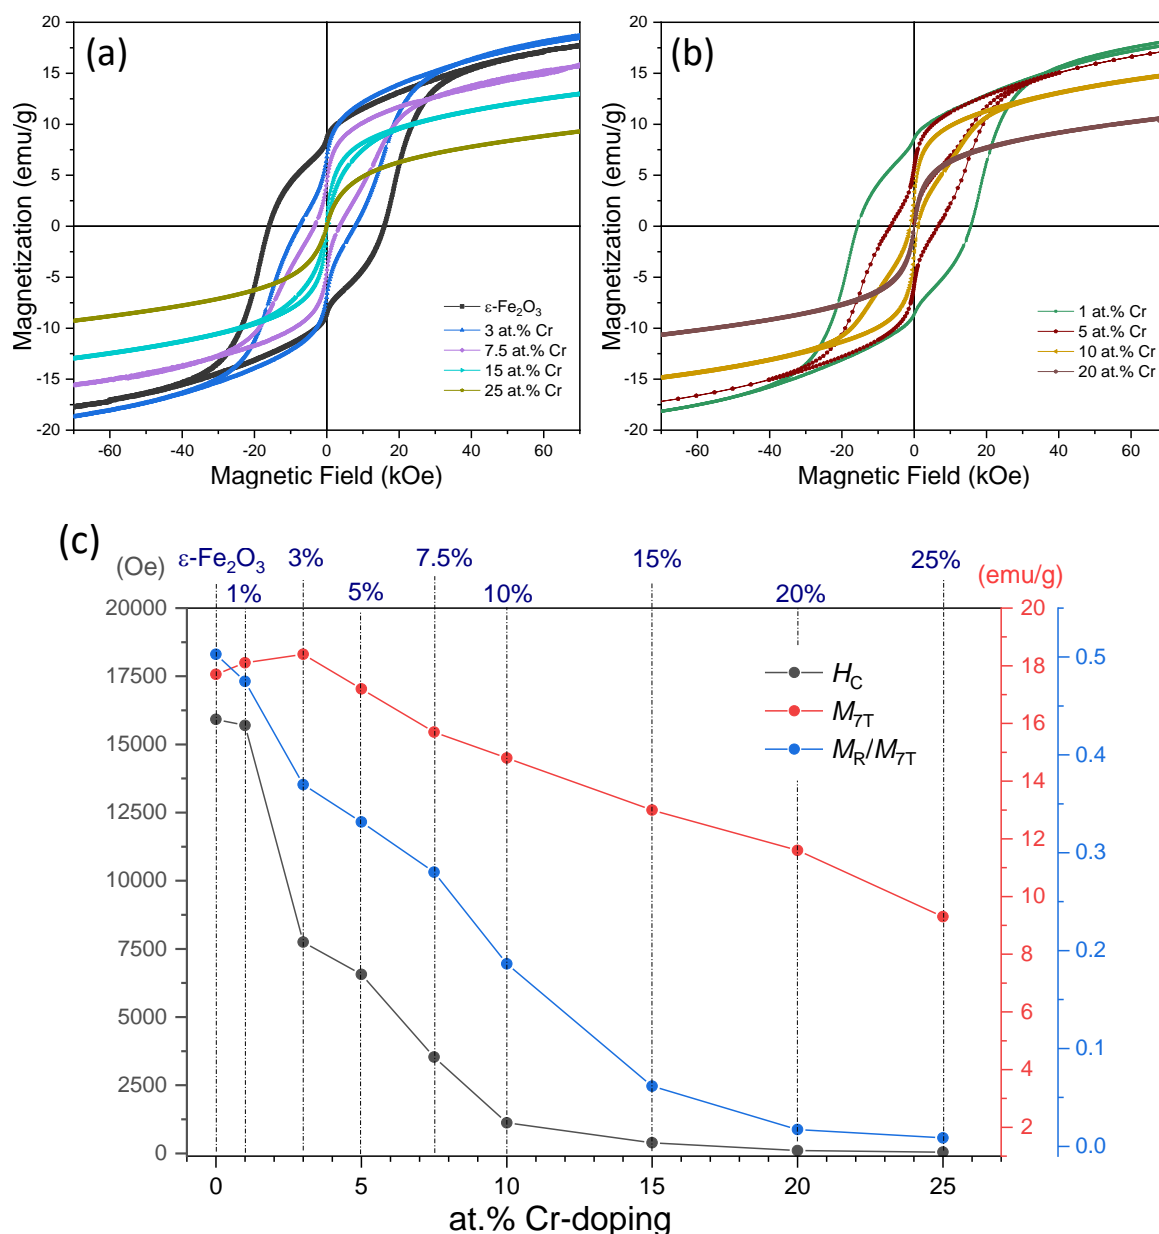 (a)
20
15
10
5
0
-5
-10
-15
-20
Magnetization (emu/g)
-60 -40 -20 0 20 40 60
Magnetic Field (kOe)
ε-Fe₂O₃
3 at.% Cr
7.5 at.% Cr
15 at.% Cr
25 at.% Cr
(b)
20
15
10
5
0
-5
-10
-15
-20
Magnetization (emu/g)
-60 -40 -20 0 20 40 60
Magnetic Field (kOe)
1 at.% Cr
5 at.% Cr
10 at.% Cr
20 at.% Cr
(c)
ε-Fe₂O₃ 3% 7.5% 15% 25%
(Oe) (emu/g)
1% 5% 10% 20%
20000
17500
15000
12500
10000
7500
5000
2500
0
H_C
M_7T
M_R/M_7T
20
18
16
14
12
10
8
6
4
2
0.5
0.4
0.3
0.2
0.1
0.0
0 5 10 15 20 25
at.% Cr-doping